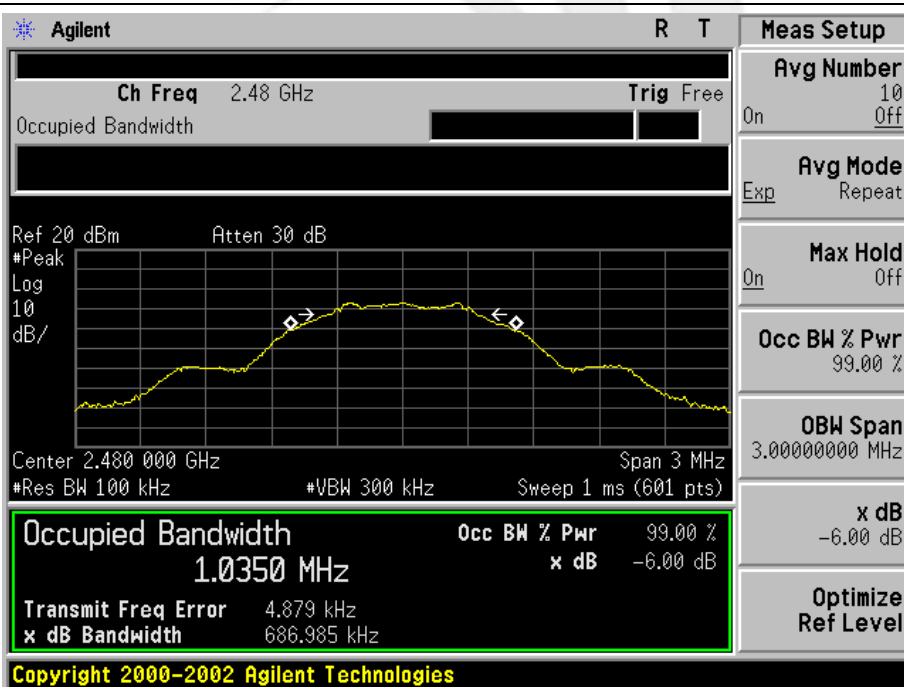 Agilent R T
Ch Freq 2.48 GHz Trig Free
Occupied Bandwidth
Ref 20 dBm Atten 30 dB
#Peak
Log
10
dB/
Center 2.480 000 GHz Span 3 MHz
#Res BW 100 kHz #VBW 300 kHz Sweep 1 ms (601 pts)
Occupied Bandwidth Occ BW % Pwr 99.00 %
1.0350 MHz x dB -6.00 dB
Transmit Freq Error 4.879 kHz
x dB Bandwidth 686.985 kHz
Meas Setup
Avg Number
10
On Off
Avg Mode
Exp Repeat
Max Hold
On Off
Occ BW % Pwr
99.00 %
OBW Span
3.00000000 MHz
x dB
-6.00 dB
Optimize
Ref Level
Copyright 2000-2002 Agilent Technologies